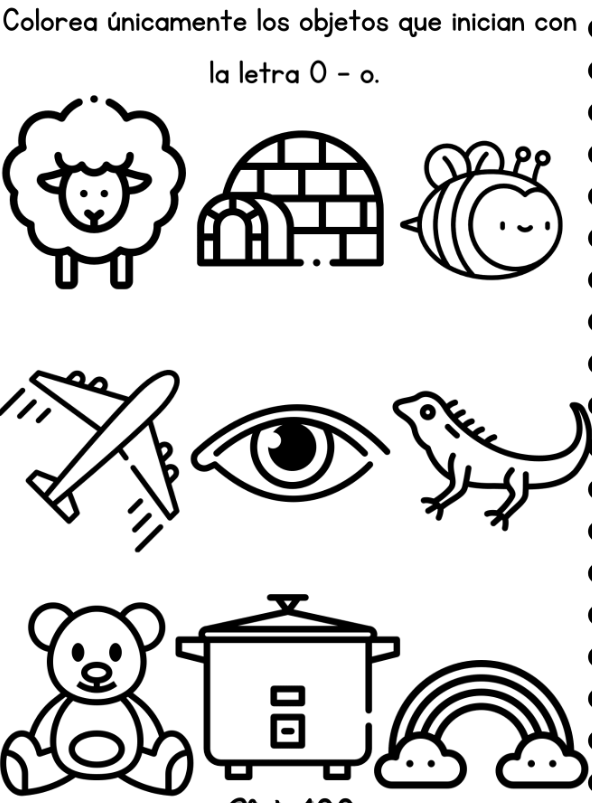 Colorea únicamente los objetos que inician con
la letra O - o.